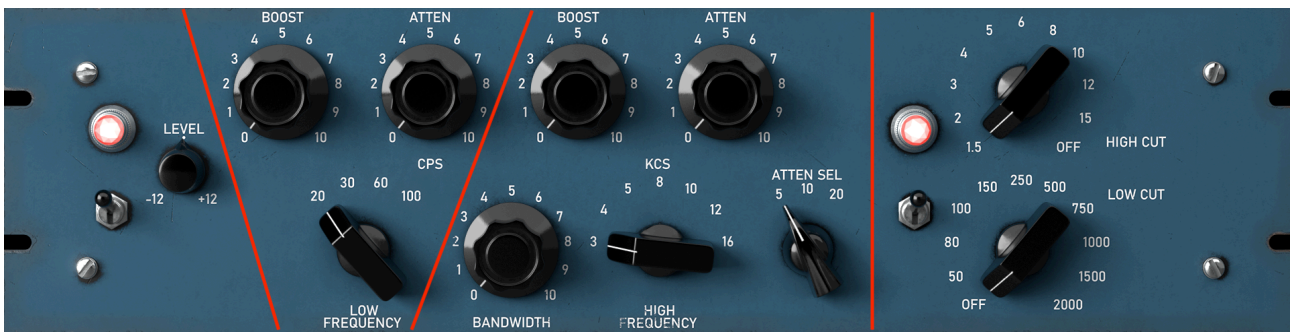 BOOST
ATTEN
BOOST
ATTEN
0 1 2 3 4 5 6 7 8 9 10
0 1 2 3 4 5 6 7 8 9 10
0 1 2 3 4 5 6 7 8 9 10
0 1 2 3 4 5 6 7 8 9 10
1.5 2 3 4 5 6 8 10 12 15 OFF
HIGH CUT
LEVEL
-12 +12
CPS
20 30 60 100
LOW
FREQUENCY
0 1 2 3 4 5 6 7 8 9 10
BANDWIDTH
KCS
3 4 5 8 10 12 16
HIGH
FREQUENCY
ATTEN SEL
5 10 20
OFF 50 80 100 150 250 500 750 1000 1500 2000
LOW CUT